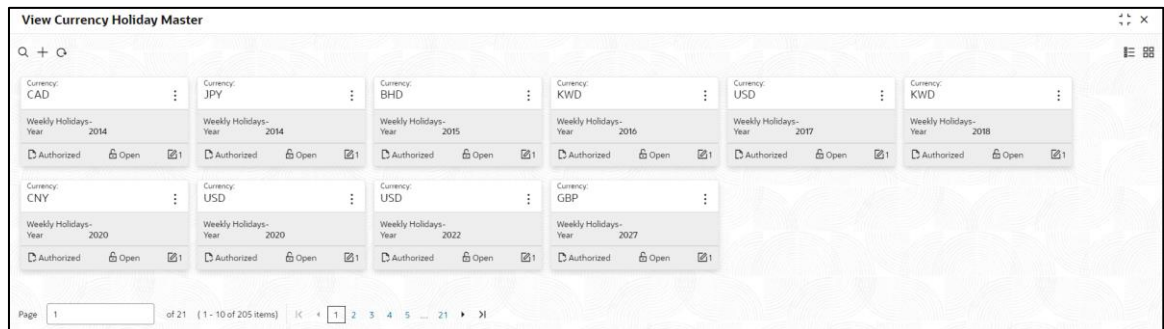 View Currency Holiday Master
Currency: Currency: Currency: Currency: Currency: Currency:
CAD JPY BHD KWD USD KWD
Weekly Holidays- Weekly Holidays- Weekly Holidays- Weekly Holidays- Weekly Holidays- Weekly Holidays-
Year 2014 Year 2014 Year 2015 Year 2016 Year 2017 Year 2018
Authorized Open 1 Authorized Open 1 Authorized Open 1 Authorized Open 1 Authorized Open 1 Authorized Open 1
Currency: Currency: Currency: Currency:
CNY USD USD GBP
Weekly Holidays- Weekly Holidays- Weekly Holidays- Weekly Holidays-
Year 2020 Year 2020 Year 2022 Year 2027
Authorized Open 1 Authorized Open 1 Authorized Open 1 Authorized Open 1
Page 1 of 21 (1 - 10 of 205 items) 1 2 3 4 5 ... 21